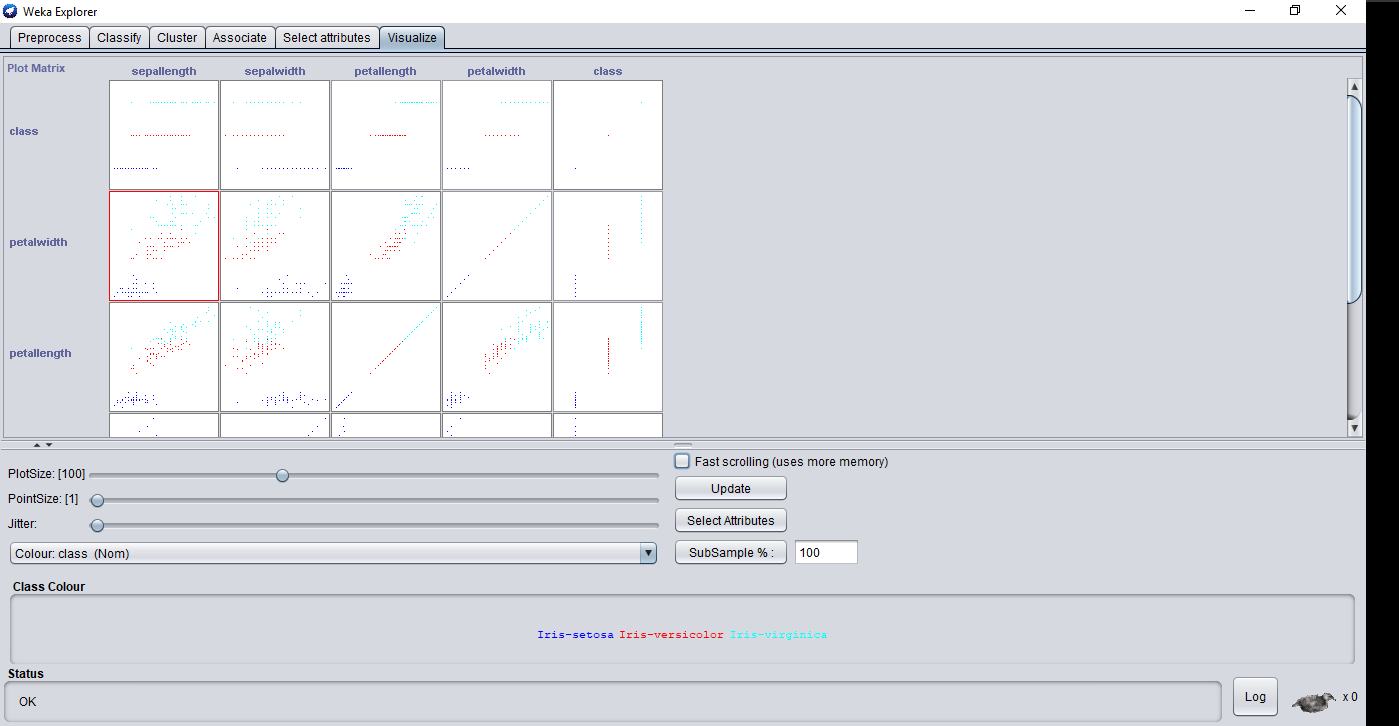 Weka Explorer
Preprocess Classify Cluster Associate Select attributes Visualize
Plot Matrix sepallength sepalwidth petallength petalwidth class
class
petalwidth
petallength
PlotSize: [100]
PointSize: [1]
Jitter:
Colour: class (Nom)
Fast scrolling (uses more memory)
Update
Select Attributes
SubSample % : 100
Class Colour
Iris-setosa Iris-versicolor Iris-virginica
Status
OK
Log x 0